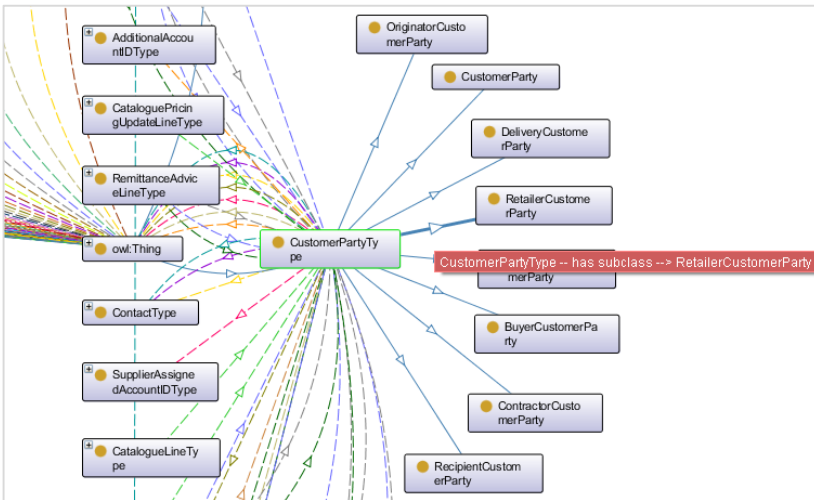 AdditionalAccou
ntIDType
CataloguePricin
gUpdateLineType
RemittanceAdvic
eLineType
owl:Thing
ContactType
SupplierAssigne
dAccountIDType
CatalogueLineTy
pe
CustomerPartyTy
pe
OriginatorCusto
merParty
CustomerParty
DeliveryCustome
rParty
RetailerCustome
rParty
CustomerPartyType -- has subclass --> RetailerCustomerParty
merParty
BuyerCustomerPa
rty
ContractorCusto
merParty
RecipientCustom
erParty